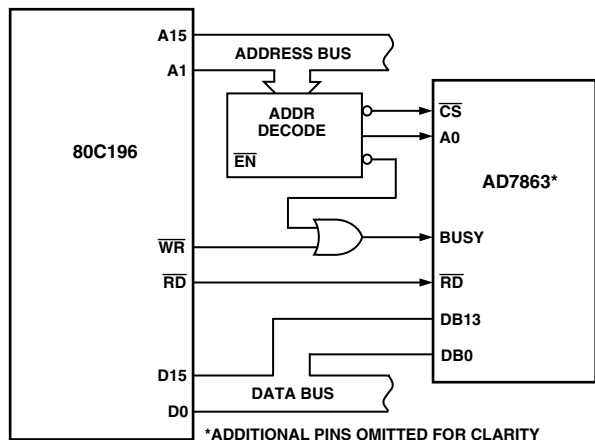 A15
ADDRESS BUS
A1
ADDR
DECODE
EN
80C196
CS
A0
AD7863*
WR
BUSY
RD
RD
DB13
DB0
D15
DATA BUS
D0
*ADDITIONAL PINS OMITTED FOR CLARITY